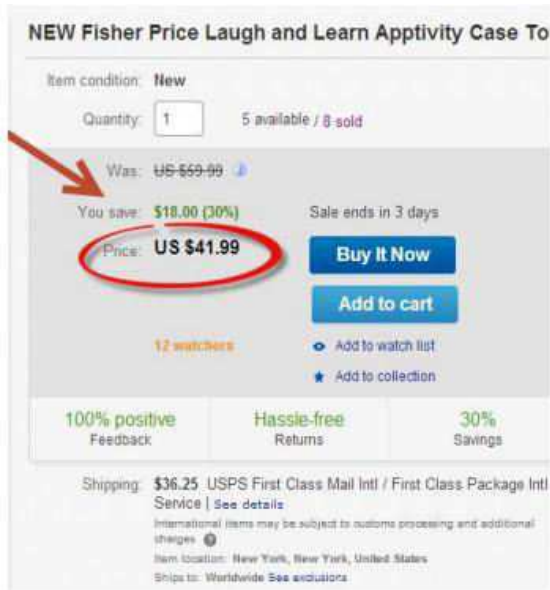 NEW Fisher Price Laugh and Learn Apptivity Case To
Item condition: New
Quantity: 1 5 available / 8 sold
Was: US $59.99
You save: $18.00 (30%) Sale ends in 3 days
Price: US $41.99 Buy It Now
Add to cart
12 watchers Add to watch list
Add to collection
100% positive Hassle-free 30%
Feedback Returns Savings
Shipping: $36.25 USPS First Class Mail Intl / First Class Package Intl
Service | See details
International items may be subject to customs processing and additional
charges
Item location: New York, New York, United States
Ships to: Worldwide See exclusions